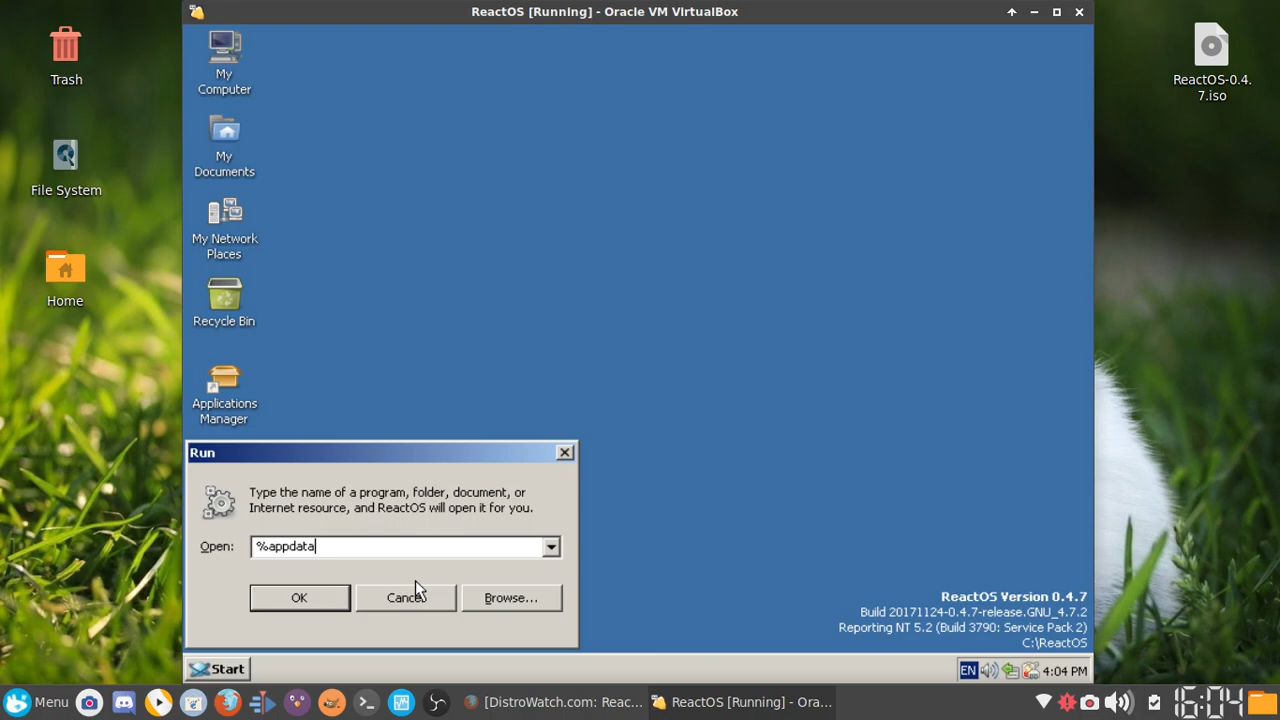 ReactOS [Running] - Oracle VM VirtualBox
Trash
File System
Home
ReactOS-0.4.
7.iso
My
Computer
My
Documents
My Network
Places
Recycle Bin
Applications
Manager
Run
Type the name of a program, folder, document, or
Internet resource, and ReactOS will open it for you.
Open:
%appdata
OK
Cancel
Browse...
ReactOS Version 0.4.7
Build 20171124-0.4.7-release.GNU_4.7.2
Reporting NT 5.2 (Build 3790: Service Pack 2)
C:\ReactOS
Start
EN
4:04 PM
Menu
[DistroWatch.com: Reac...
ReactOS [Running] - Ora...
16:04